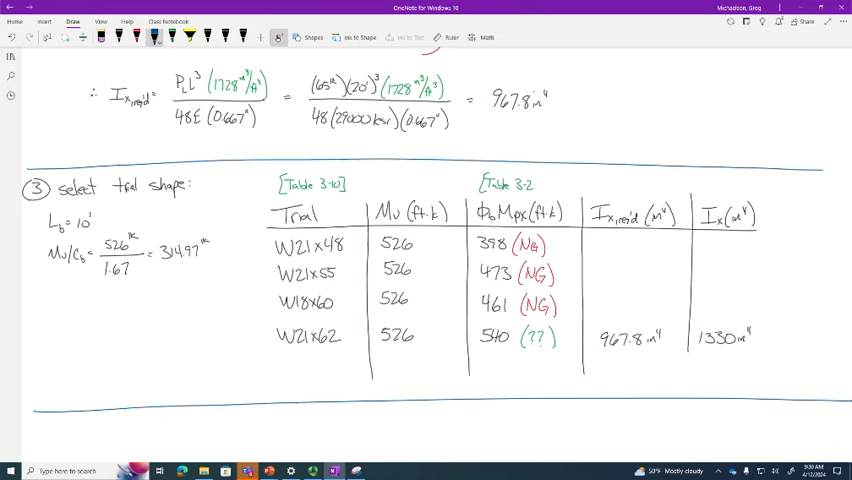 OneNote for Windows 10
Michaelson, Greg
Home Insert Draw View Help Class Notebook
Shapes Ink to Shape Ink to Text Ruler Math
∴ Ix req'd = PLL³ (1728 in³/ft³) / 48E (0.667") = (65ᵏ)(20')³(1728 in³/ft³) / 48(29000 ksi)(0.667") = 967.8 in⁴
③ select trial shape:
[Table 3-10] [Table 3-2
Lb = 10'
Mu/Cb = 526'ᵏ / 1.67 = 314.97'ᵏ
Trial Mu (ft·k) ΦbMpx (ft·k) Ix req'd (in⁴) Ix (in⁴)
W21x48 526 398 (NG)
W21x55 526 473 (NG)
W18x60 526 461 (NG)
W21x62 526 540 (??) 967.8 in⁴ 1330 in⁴
Type here to search
50°F Mostly cloudy
9:30 AM
4/12/2024